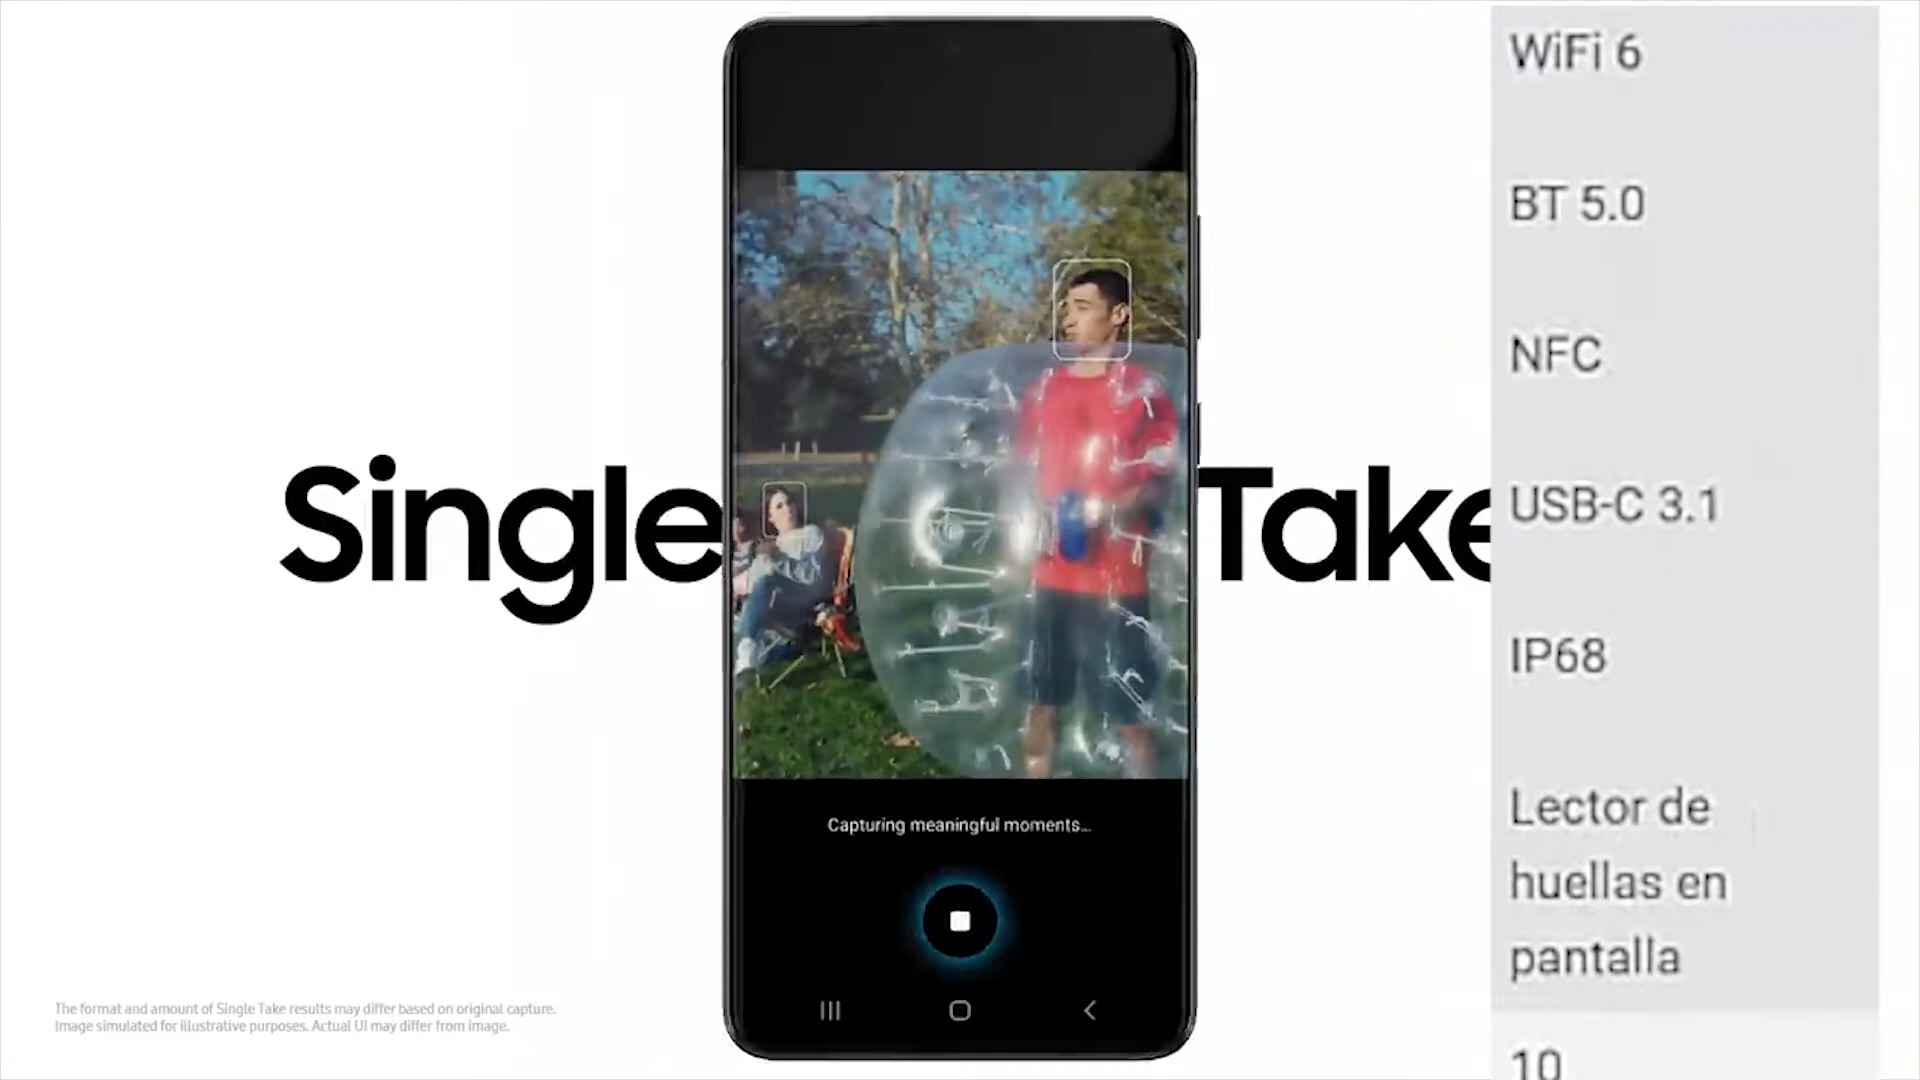 Single Take
Capturing meaningful moments...
The format and amount of Single Take results may differ based on original capture.
Image simulated for illustrative purposes. Actual UI may differ from image.
WiFi 6
BT 5.0
NFC
USB-C 3.1
IP68
Lector de
huellas en
pantalla
10